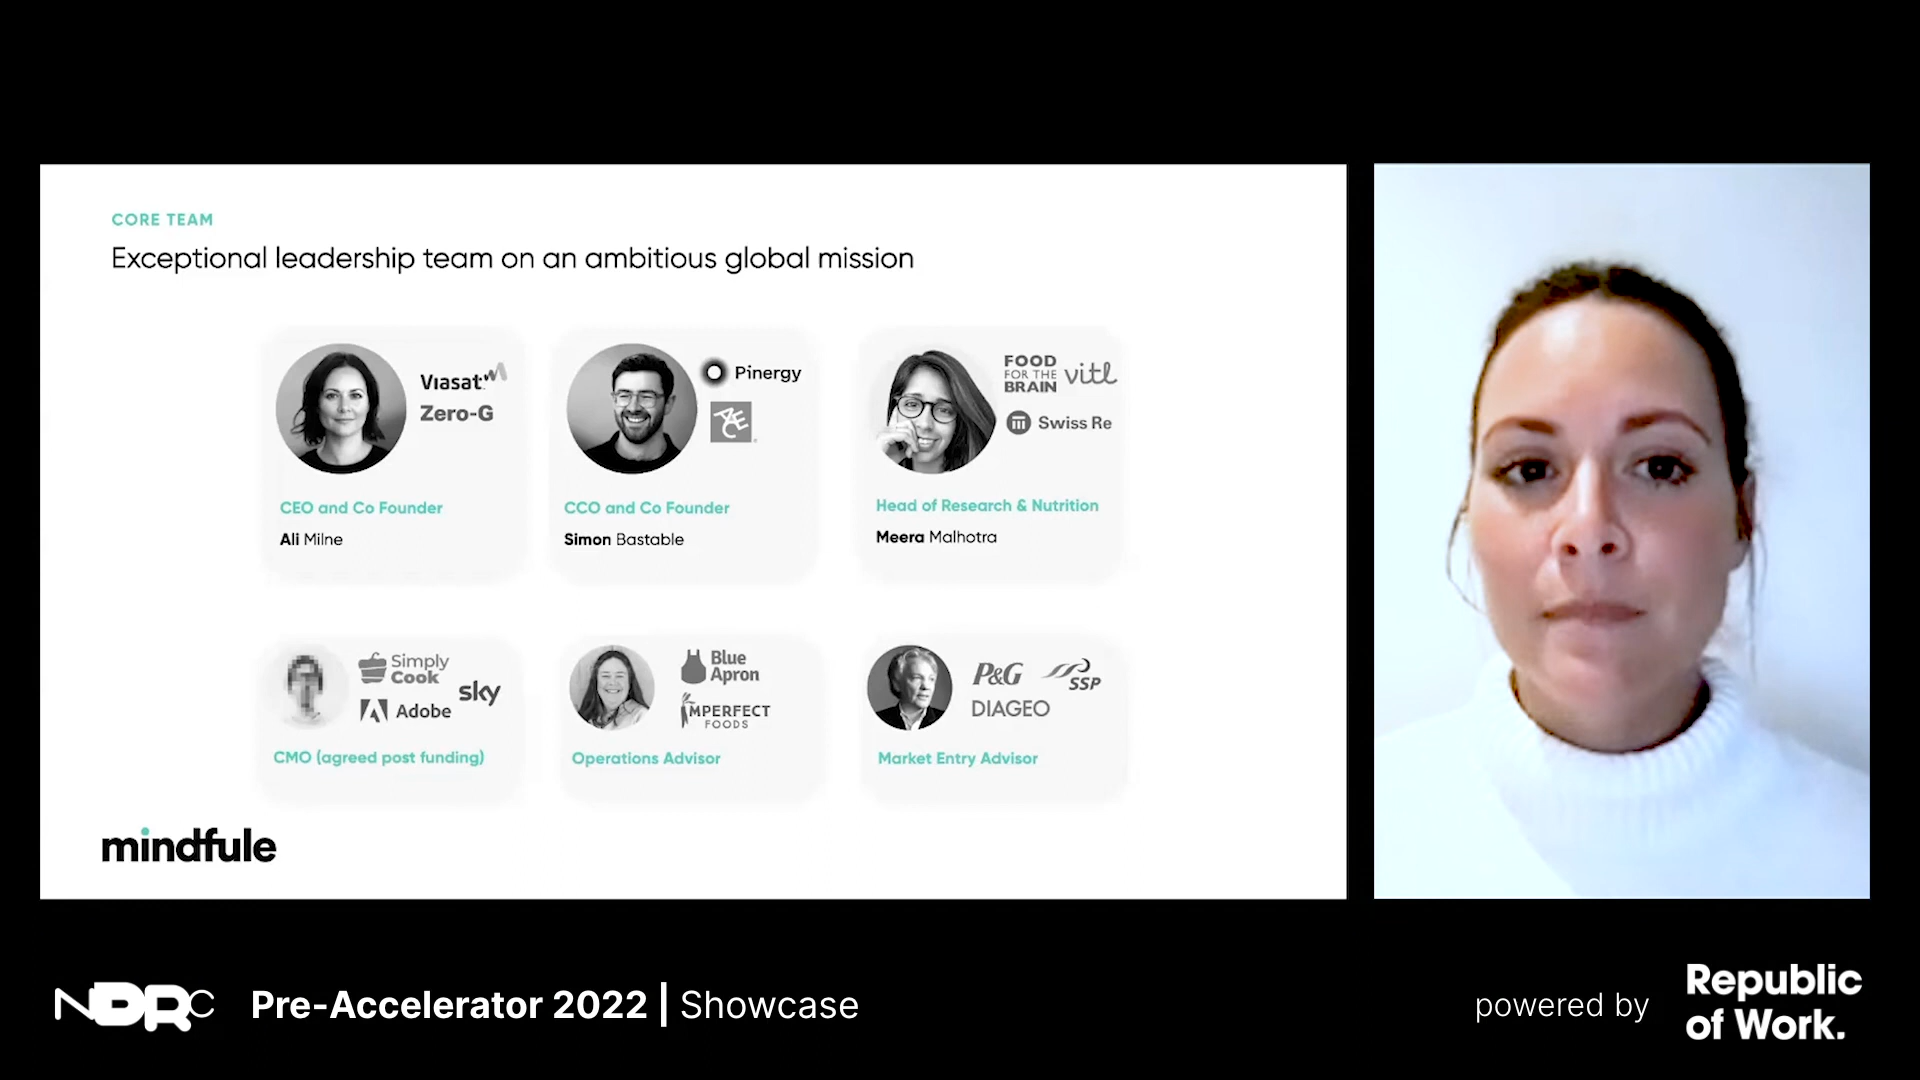 CORE TEAM
Exceptional leadership team on an ambitious global mission
Viasat
Zero-G
CEO and Co Founder
Ali Milne
Pinergy
ACE
CCO and Co Founder
Simon Bastable
FOOD
FOR THE
BRAIN
vitl
Swiss Re
Head of Research & Nutrition
Meera Malhotra
Simply
Cook
sky
Adobe
CMO (agreed post funding)
Blue
Apron
IMPERFECT
FOODS
Operations Advisor
P&G
SSP
DIAGEO
Market Entry Advisor
mindfule
NDRC
Pre-Accelerator 2022 | Showcase
powered by
Republic
of Work.